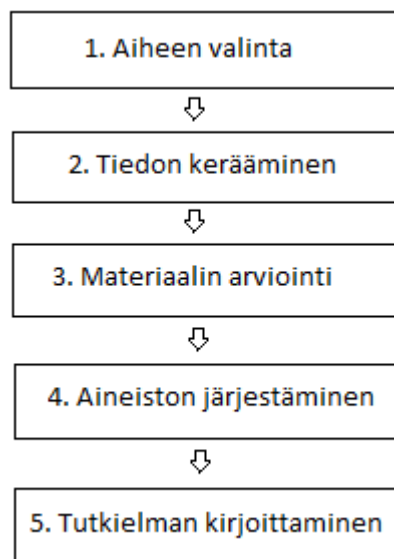 1. Aiheen valinta
2. Tiedon kerääminen
3. Materiaalin arviointi
4. Aineiston järjestäminen
5. Tutkielman kirjoittaminen